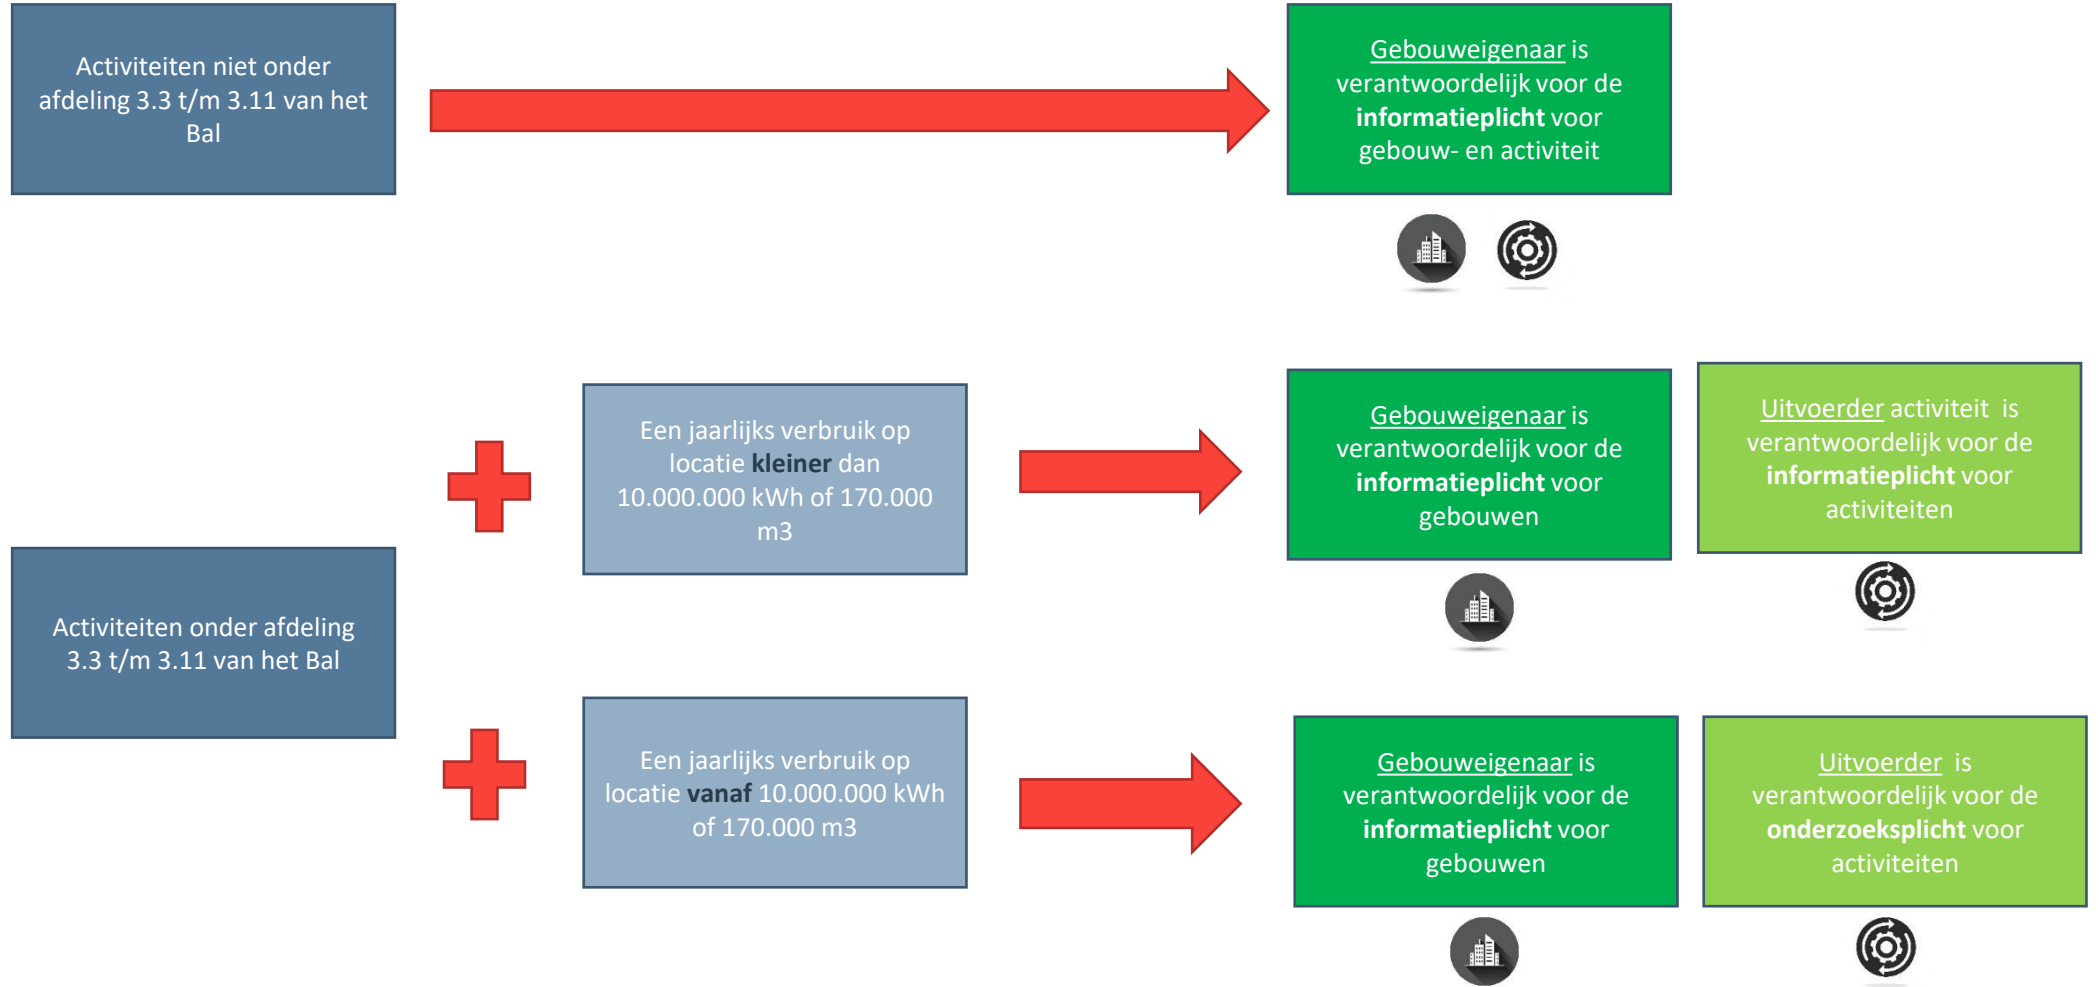 Activiteiten niet onder
afdeling 3.3 t/m 3.11 van het
Bal
Gebouweigenaar is
verantwoordelijk voor de
informatieplicht voor
gebouw- en activiteit
Activiteiten onder afdeling
3.3 t/m 3.11 van het Bal
Een jaarlijks verbruik op
locatie kleiner dan
10.000.000 kWh of 170.000
m3
Gebouweigenaar is
verantwoordelijk voor de
informatieplicht voor
gebouwen
Uitvoerder activiteit is
verantwoordelijk voor de
informatieplicht voor
activiteiten
Een jaarlijks verbruik op
locatie vanaf 10.000.000 kWh
of 170.000 m3
Gebouweigenaar is
verantwoordelijk voor de
informatieplicht voor
gebouwen
Uitvoerder is
verantwoordelijk voor de
onderzoeksplicht voor
activiteiten